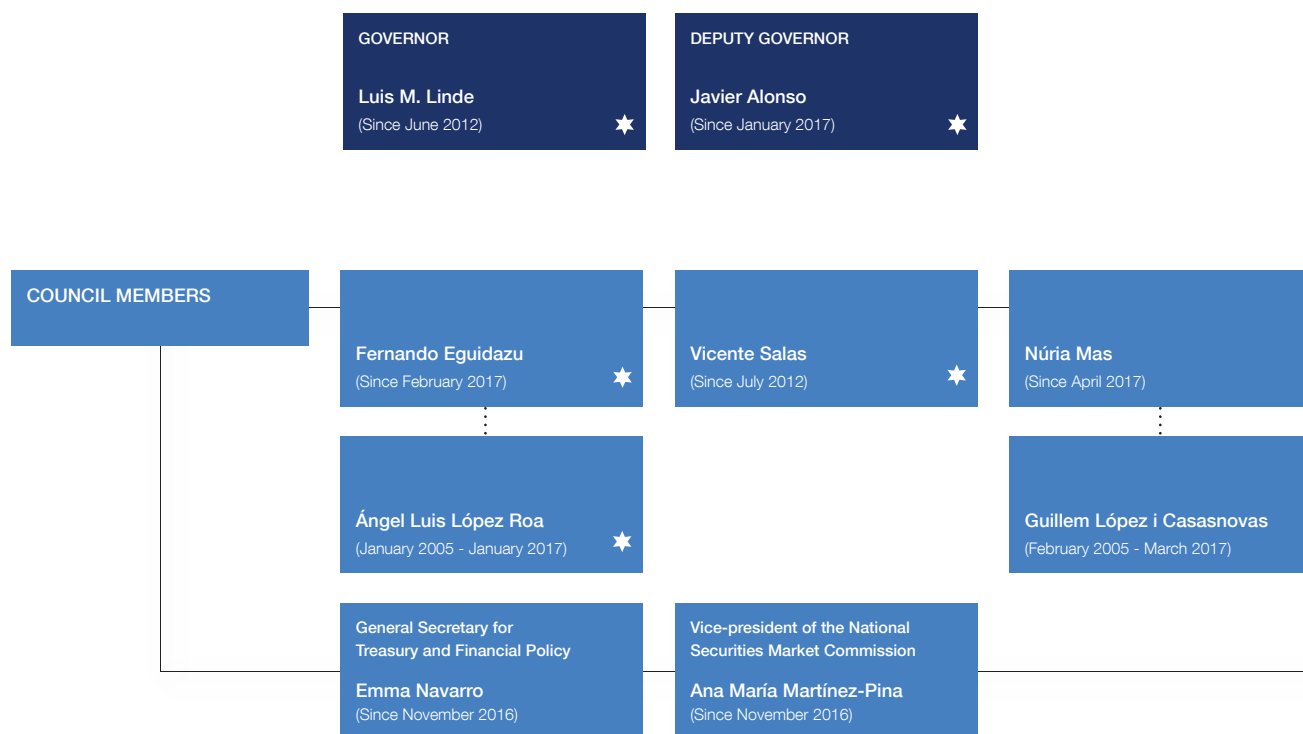 GOVERNOR
Luis M. Linde
(Since June 2012)
DEPUTY GOVERNOR
Javier Alonso
(Since January 2017)
COUNCIL MEMBERS
Fernando Eguidazu
(Since February 2017)
Vicente Salas
(Since July 2012)
Núria Mas
(Since April 2017)
Ángel Luis López Roa
(January 2005 - January 2017)
Guillem López i Casasnovas
(February 2005 - March 2017)
General Secretary for
Treasury and Financial Policy
Emma Navarro
(Since November 2016)
Vice-president of the National
Securities Market Commission
Ana María Martínez-Pina
(Since November 2016)